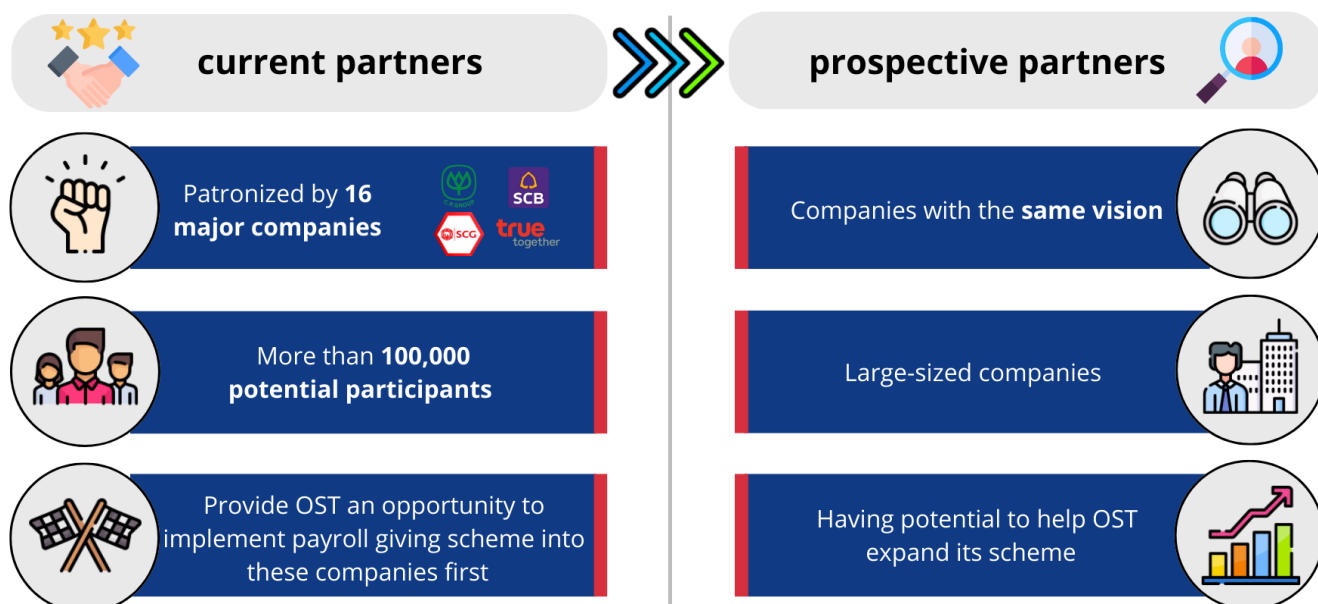 current partners
prospective partners
Patronized by 16
major companies
C.P. GROUP
SCB
SCG
true
together
Companies with the same vision
More than 100,000
potential participants
Large-sized companies
Provide OST an opportunity to
implement payroll giving scheme into
these companies first
Having potential to help OST
expand its scheme